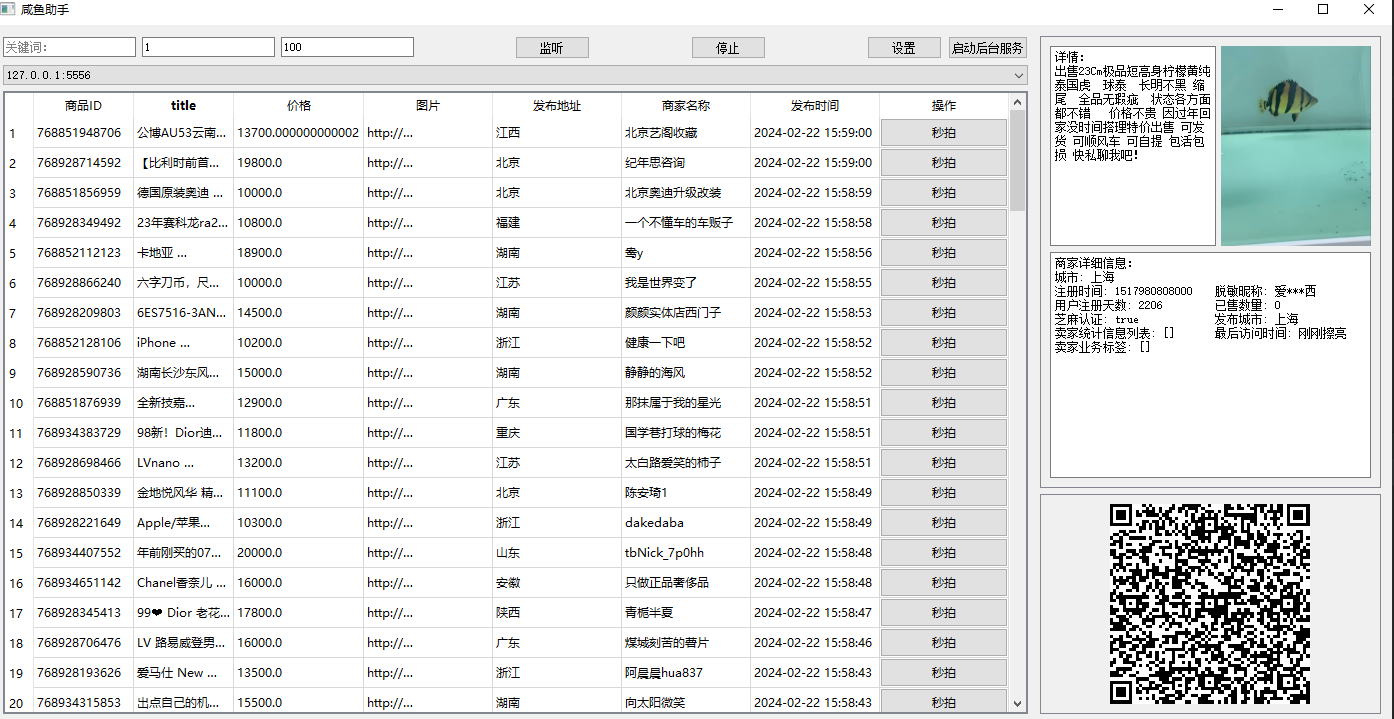 咸鱼助手
关键词: 1 100 监听 停止 设置 启动后台服务
127.0.0.1:5556
商品ID title 价格 图片 发布地址 商家名称 发布时间 操作
1 768851948706 公博AU53云南... 13700.000000000002 http://... 江西 北京艺阁收藏 2024-02-22 15:59:00 秒拍
2 768928714592 【比利时前首... 19800.0 http://... 北京 纪年思咨询 2024-02-22 15:59:00 秒拍
3 768851856959 德国原装奥迪 ... 10000.0 http://... 北京 北京奥迪升级改装 2024-02-22 15:58:59 秒拍
4 768928349492 23年赛科龙ra2... 10800.0 http://... 福建 一个不懂车的车贩子 2024-02-22 15:58:58 秒拍
5 768852112123 卡地亚 ... 18900.0 http://... 湖南 y 2024-02-22 15:58:56 秒拍
6 768928866240 六字刀币，尺... 10000.0 http://... 江苏 我是世界变了 2024-02-22 15:58:55 秒拍
7 768928209803 6ES7516-3AN... 14500.0 http://... 湖南 颜颜实体店西门子 2024-02-22 15:58:53 秒拍
8 768852128106 iPhone ... 10200.0 http://... 浙江 健康一下吧 2024-02-22 15:58:52 秒拍
9 768928590736 湖南长沙东风... 15000.0 http://... 湖南 静静的海风 2024-02-22 15:58:52 秒拍
10 768851876939 全新技嘉... 12900.0 http://... 广东 那抹属于我的星光 2024-02-22 15:58:51 秒拍
11 768934383729 98新！Dior迪... 11800.0 http://... 重庆 国学巷打球的梅花 2024-02-22 15:58:51 秒拍
12 768928698466 LVnano ... 13200.0 http://... 江苏 太白路爱笑的柿子 2024-02-22 15:58:51 秒拍
13 768928850339 金地悦风华 精... 11100.0 http://... 北京 陈安琦1 2024-02-22 15:58:49 秒拍
14 768928221649 Apple/苹果... 10300.0 http://... 浙江 dakedaba 2024-02-22 15:58:49 秒拍
15 768934407552 年前刚买的07... 20000.0 http://... 山东 tbNick_7p0hh 2024-02-22 15:58:48 秒拍
16 768934651142 Chanel香奈儿 ... 16000.0 http://... 安徽 只做正品奢侈品 2024-02-22 15:58:48 秒拍
17 768928345413 99❤ Dior 老花... 17800.0 http://... 陕西 青栀半夏 2024-02-22 15:58:47 秒拍
18 768928706476 LV 路易威登男... 16000.0 http://... 广东 煤城刻苦的薯片 2024-02-22 15:58:46 秒拍
19 768928193626 爱马仕 New ... 13500.0 http://... 浙江 阿晨晨hua837 2024-02-22 15:58:43 秒拍
20 768934315853 出点自己的机... 15500.0 http://... 湖南 向太阳微笑 2024-02-22 15:58:43 秒拍
详情:
出售23Cm极品短高身柠檬黄纯
泰国虎 球泰 长明不黑 缩
尾 全品无瑕疵 状态各方面
都不错 价格不贵 因过年回
家没时间搭理特价出售 可发
货 可顺风车 可自提 包活包
损 快私聊我吧!
商家详细信息:
城市: 上海
注册时间: 1517980808000 脱敏昵称: 爱***西
用户注册天数: 2206 已售数量: 0
芝麻认证: true 发布城市: 上海
卖家统计信息列表: [] 最后访问时间: 刚刚擦亮
卖家业务标签: []